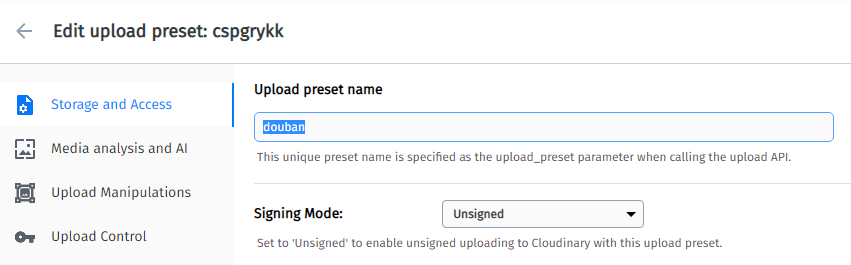 Edit upload preset: cspgrykk
Storage and Access
Media analysis and AI
Upload Manipulations
Upload Control
Upload preset name
douban
This unique preset name is specified as the upload_preset parameter when calling the upload API.
Signing Mode:
Unsigned
Set to 'Unsigned' to enable unsigned uploading to Cloudinary with this upload preset.